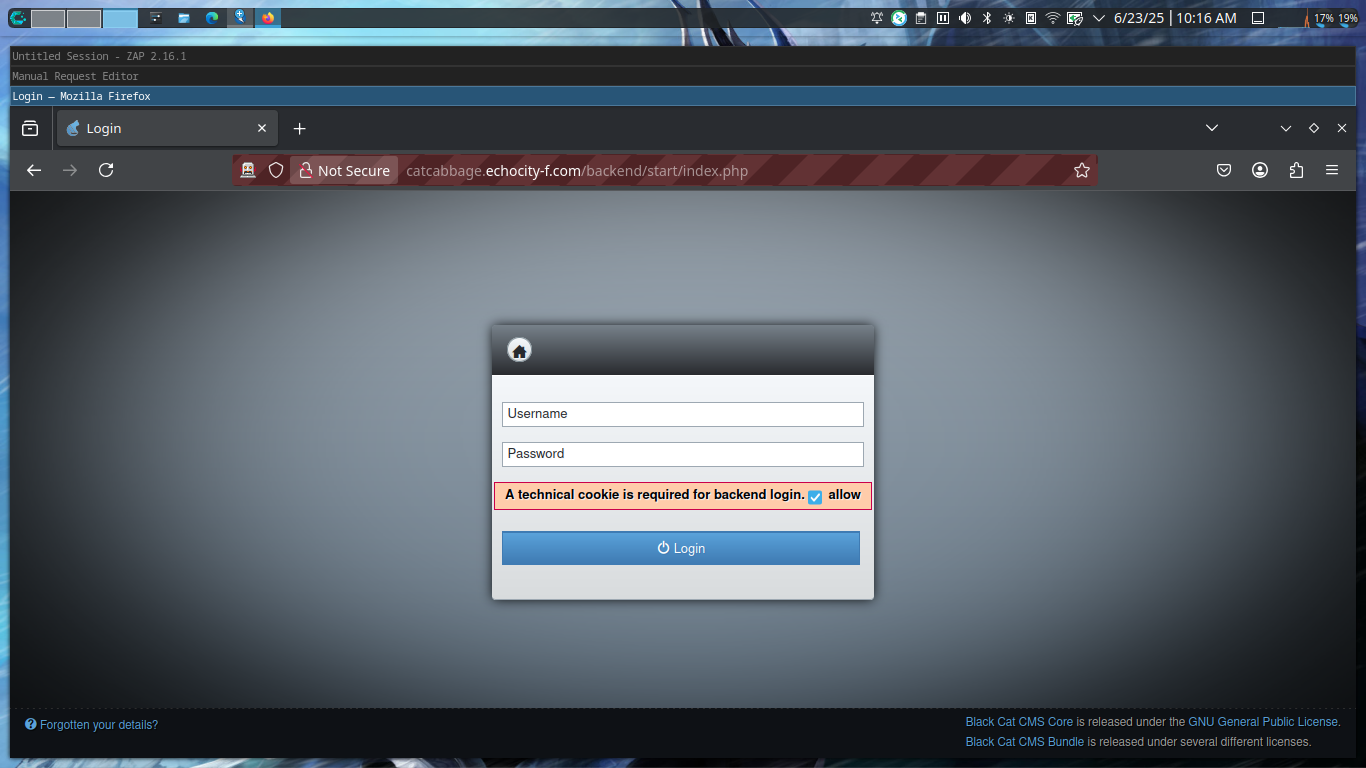 6/23/25 | 10:16 AM
17% 19%
Untitled Session - ZAP 2.16.1
Manual Request Editor
Login — Mozilla Firefox
Login
Not Secure catcabbage.echocity-f.com/backend/start/index.php
Username
Password
A technical cookie is required for backend login. allow
Login
Forgotten your details?
Black Cat CMS Core is released under the GNU General Public License.
Black Cat CMS Bundle is released under several different licenses.